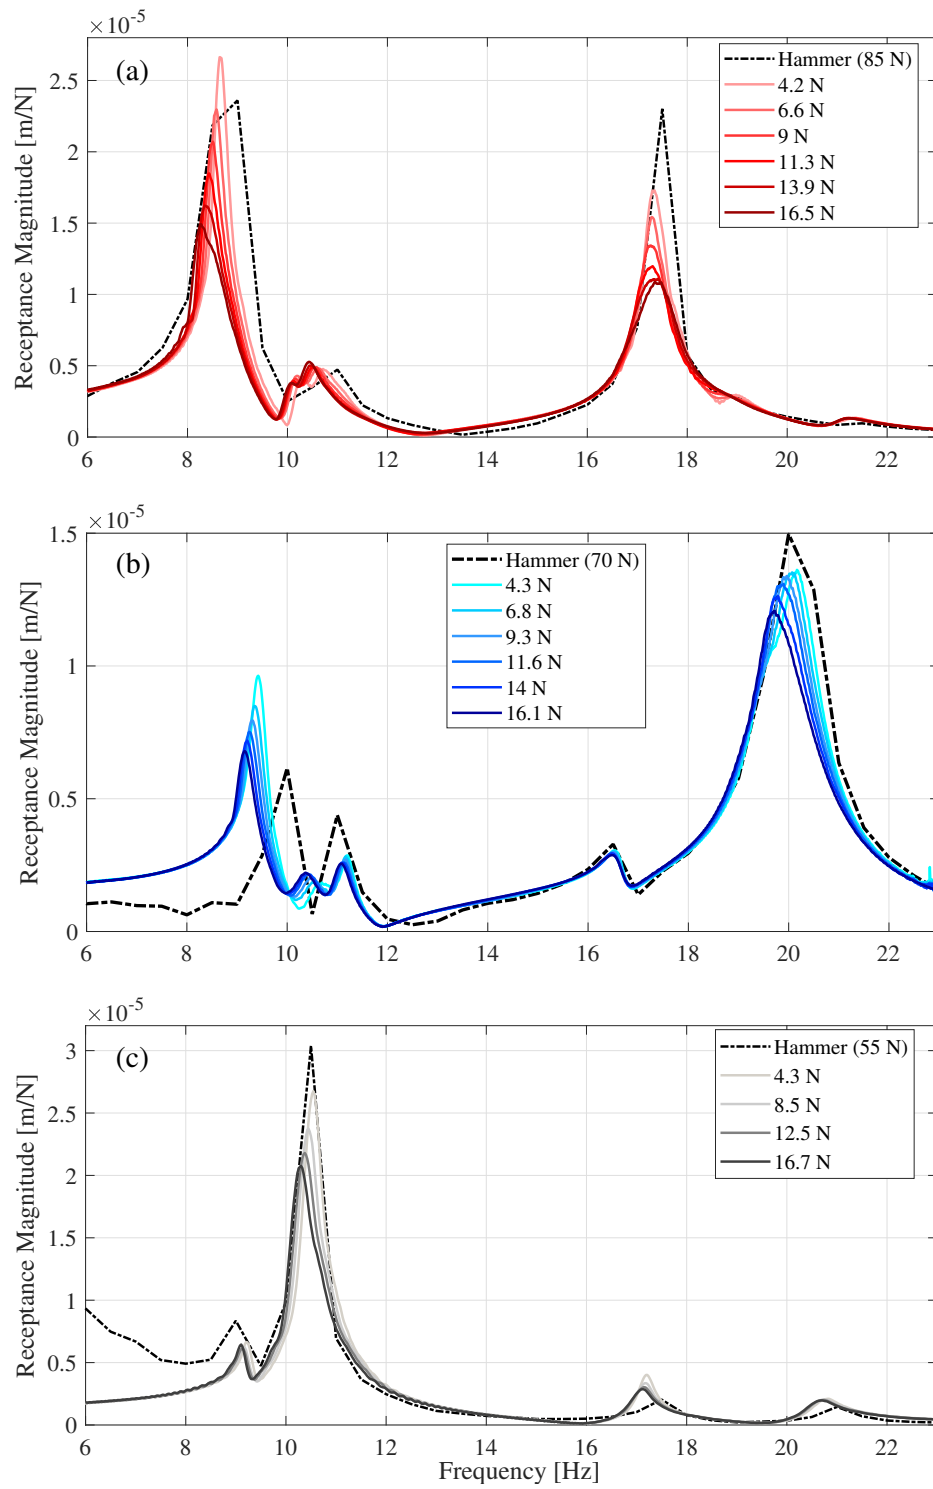 ×10-5
(a)
Receptance Magnitude [m/N]
2.5
2
1.5
1
0.5
0
6 8 10 12 14 16 18 20 22
Hammer (85 N)
4.2 N
6.6 N
9 N
11.3 N
13.9 N
16.5 N
×10-5
(b)
Receptance Magnitude [m/N]
1.5
1
0.5
0
6 8 10 12 14 16 18 20 22
Hammer (70 N)
4.3 N
6.8 N
9.3 N
11.6 N
14 N
16.1 N
×10-5
(c)
Receptance Magnitude [m/N]
3
2.5
2
1.5
1
0.5
0
6 8 10 12 14 16 18 20 22
Hammer (55 N)
4.3 N
8.5 N
12.5 N
16.7 N
Frequency [Hz]